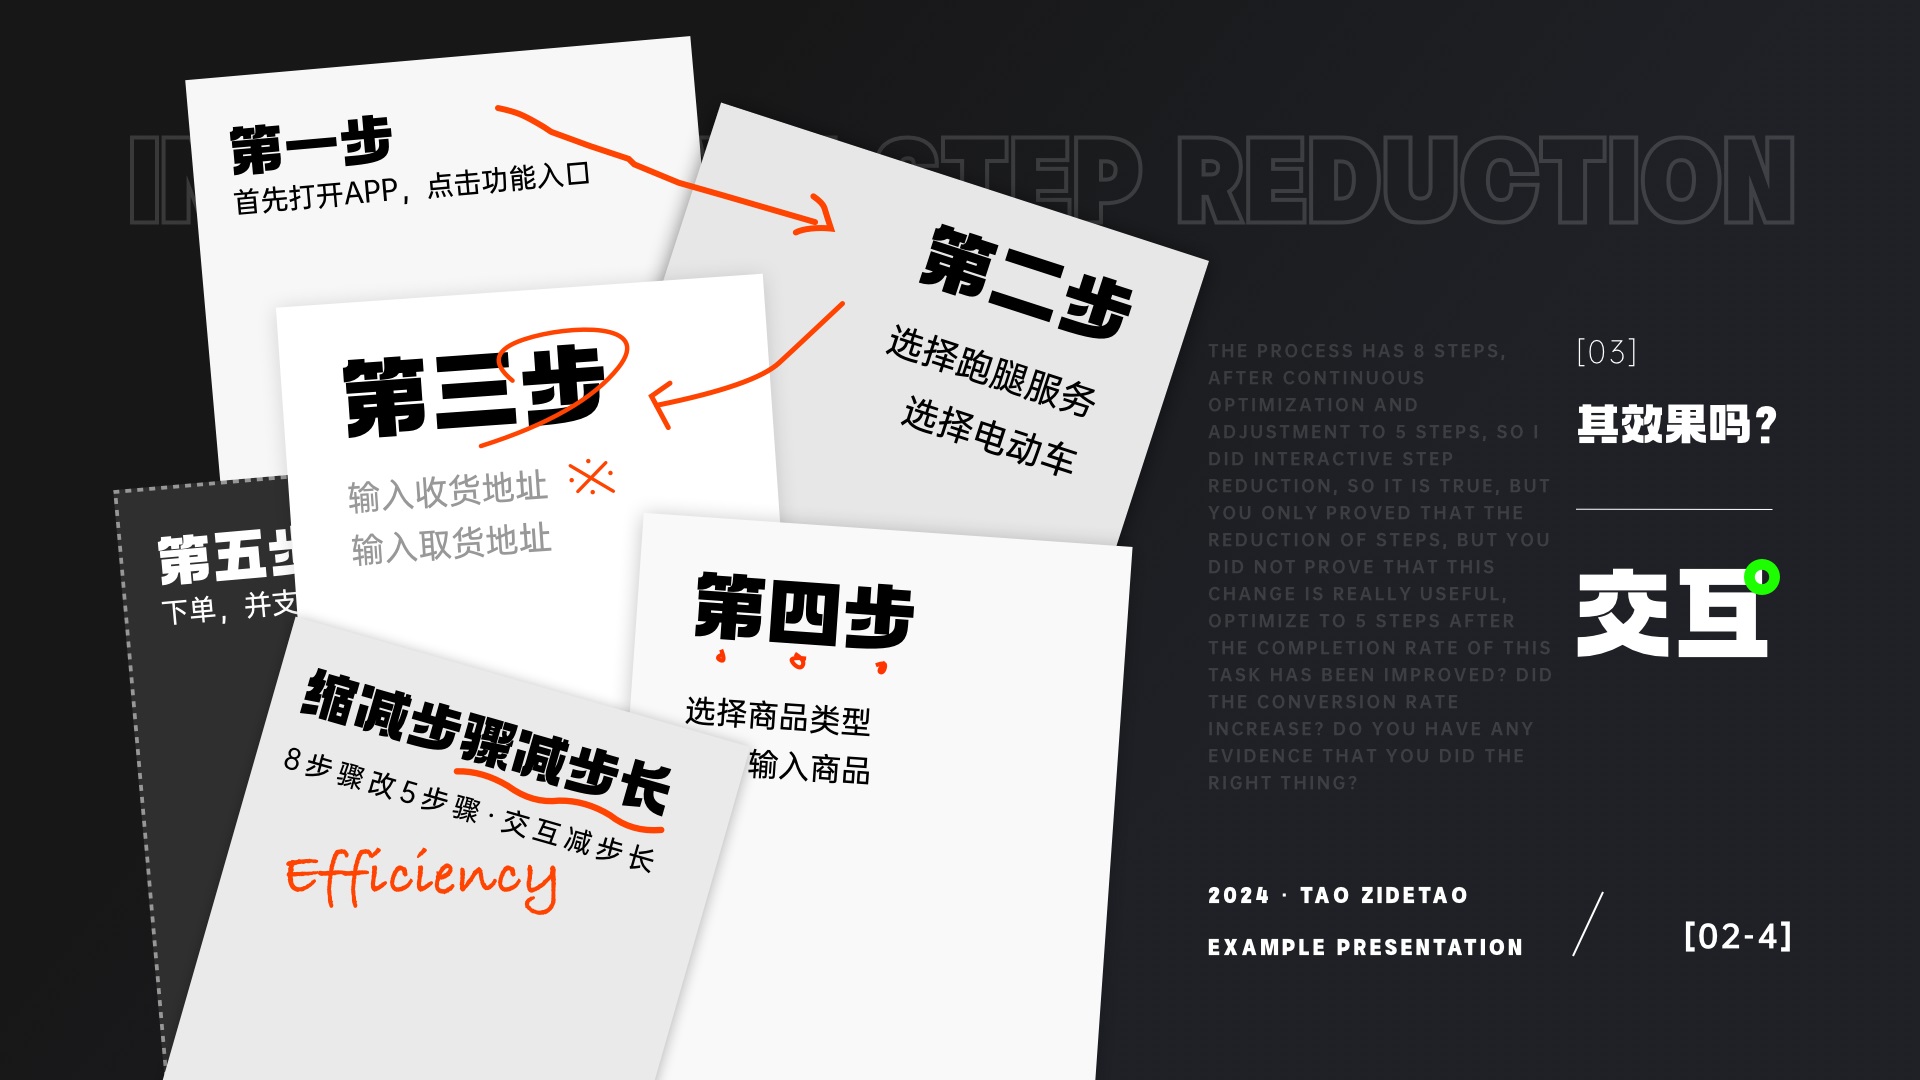 STEP REDUCTION
第一步
首先打开APP，点击功能入口
第二步
选择跑腿服务
选择电动车
第三步
输入收货地址 ※
输入取货地址
第四步
选择商品类型
输入商品
第五步
下单，并支
缩减步骤减步长
8步骤改5步骤·交互减步长
Efficiency
THE PROCESS HAS 8 STEPS,
AFTER CONTINUOUS
OPTIMIZATION AND
ADJUSTMENT TO 5 STEPS, SO I
DID INTERACTIVE STEP
REDUCTION, SO IT IS TRUE, BUT
YOU ONLY PROVED THAT THE
REDUCTION OF STEPS, BUT YOU
DID NOT PROVE THAT THIS
CHANGE IS REALLY USEFUL,
OPTIMIZE TO 5 STEPS AFTER
THE COMPLETION RATE OF THIS
TASK HAS BEEN IMPROVED? DID
THE CONVERSION RATE
INCREASE? DO YOU HAVE ANY
EVIDENCE THAT YOU DID THE
RIGHT THING?
[03]
其效果吗?
交互
2024 · TAO ZIDETAO
EXAMPLE PRESENTATION
[02-4]